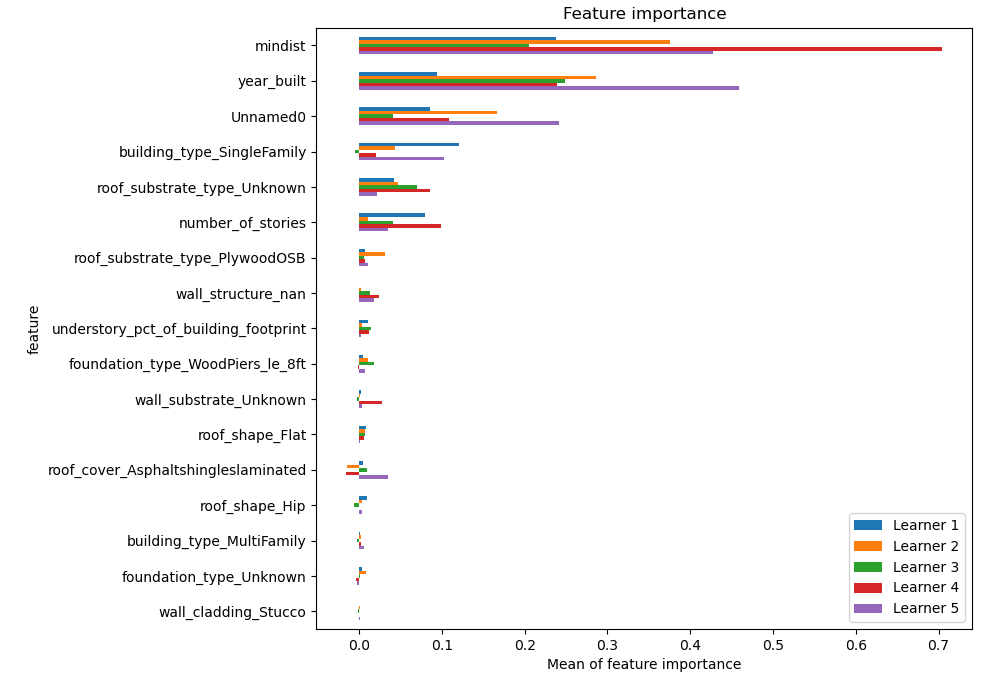 Feature importance
mindist
year_built
Unnamed0
building_type_SingleFamily
roof_substrate_type_Unknown
number_of_stories
roof_substrate_type_PlywoodOSB
wall_structure_nan
understory_pct_of_building_footprint
foundation_type_WoodPiers_le_8ft
wall_substrate_Unknown
roof_shape_Flat
roof_cover_Asphaltshingleslaminated
roof_shape_Hip
building_type_MultiFamily
foundation_type_Unknown
wall_cladding_Stucco
feature
Learner 1
Learner 2
Learner 3
Learner 4
Learner 5
0.0 0.1 0.2 0.3 0.4 0.5 0.6 0.7
Mean of feature importance